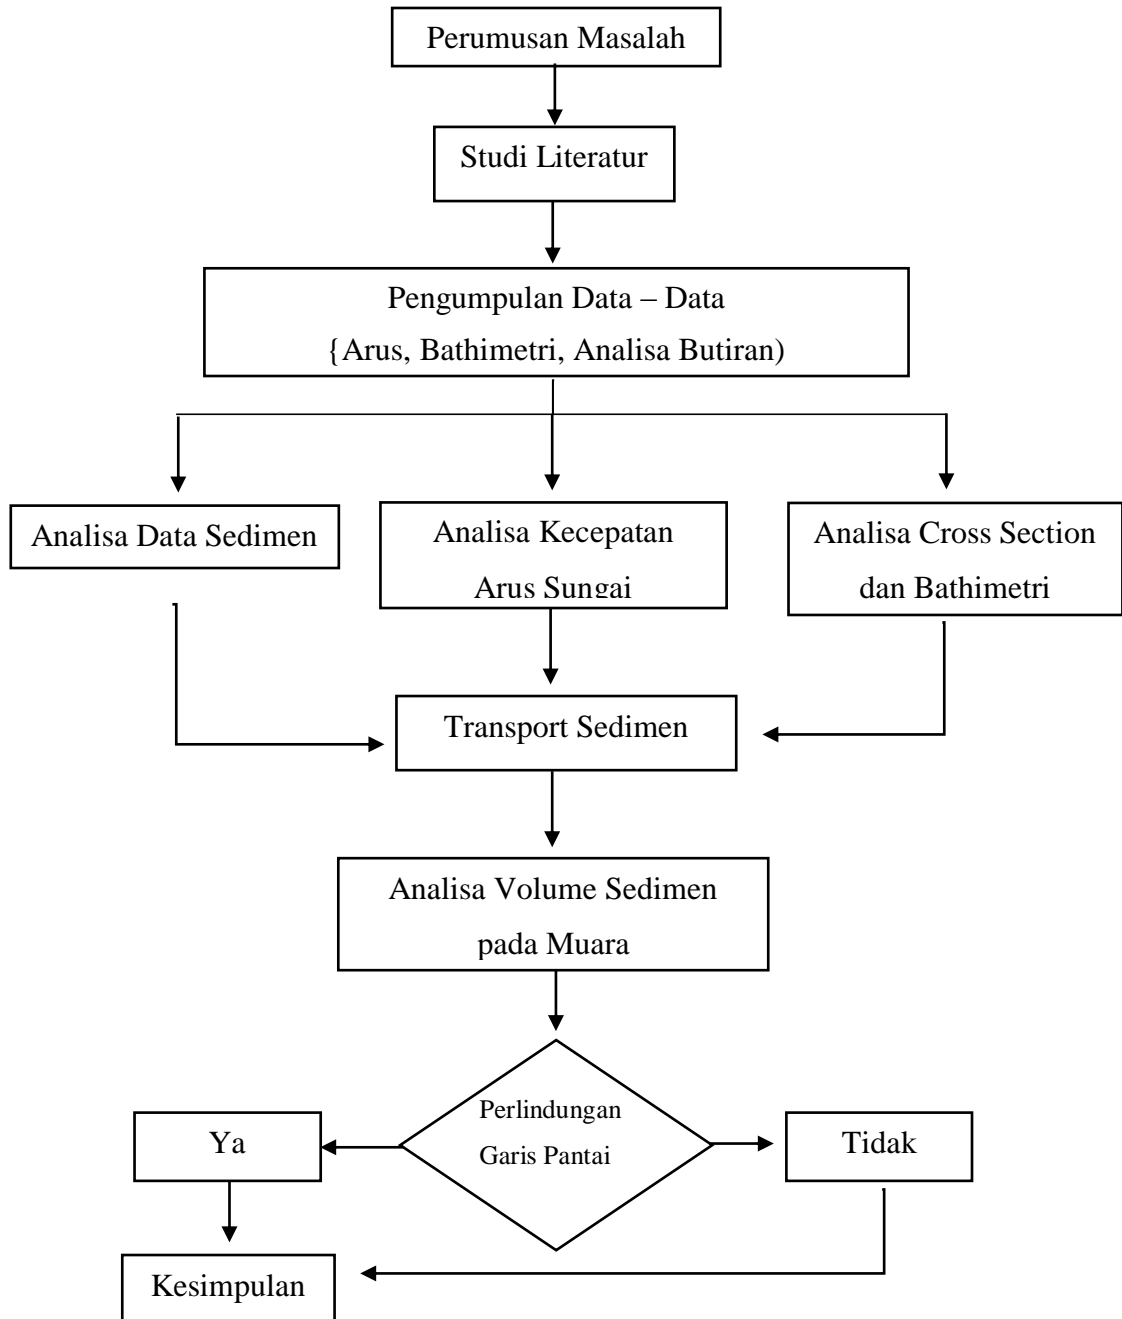 Perumusan Masalah
Studi Literatur
Pengumpulan Data – Data
{Arus, Bathimetri, Analisa Butiran)
Analisa Data Sedimen
Analisa Kecepatan
Arus Sungai
Analisa Cross Section
dan Bathimetri
Transport Sedimen
Analisa Volume Sedimen
pada Muara
Perlindungan
Garis Pantai
Ya
Tidak
Kesimpulan